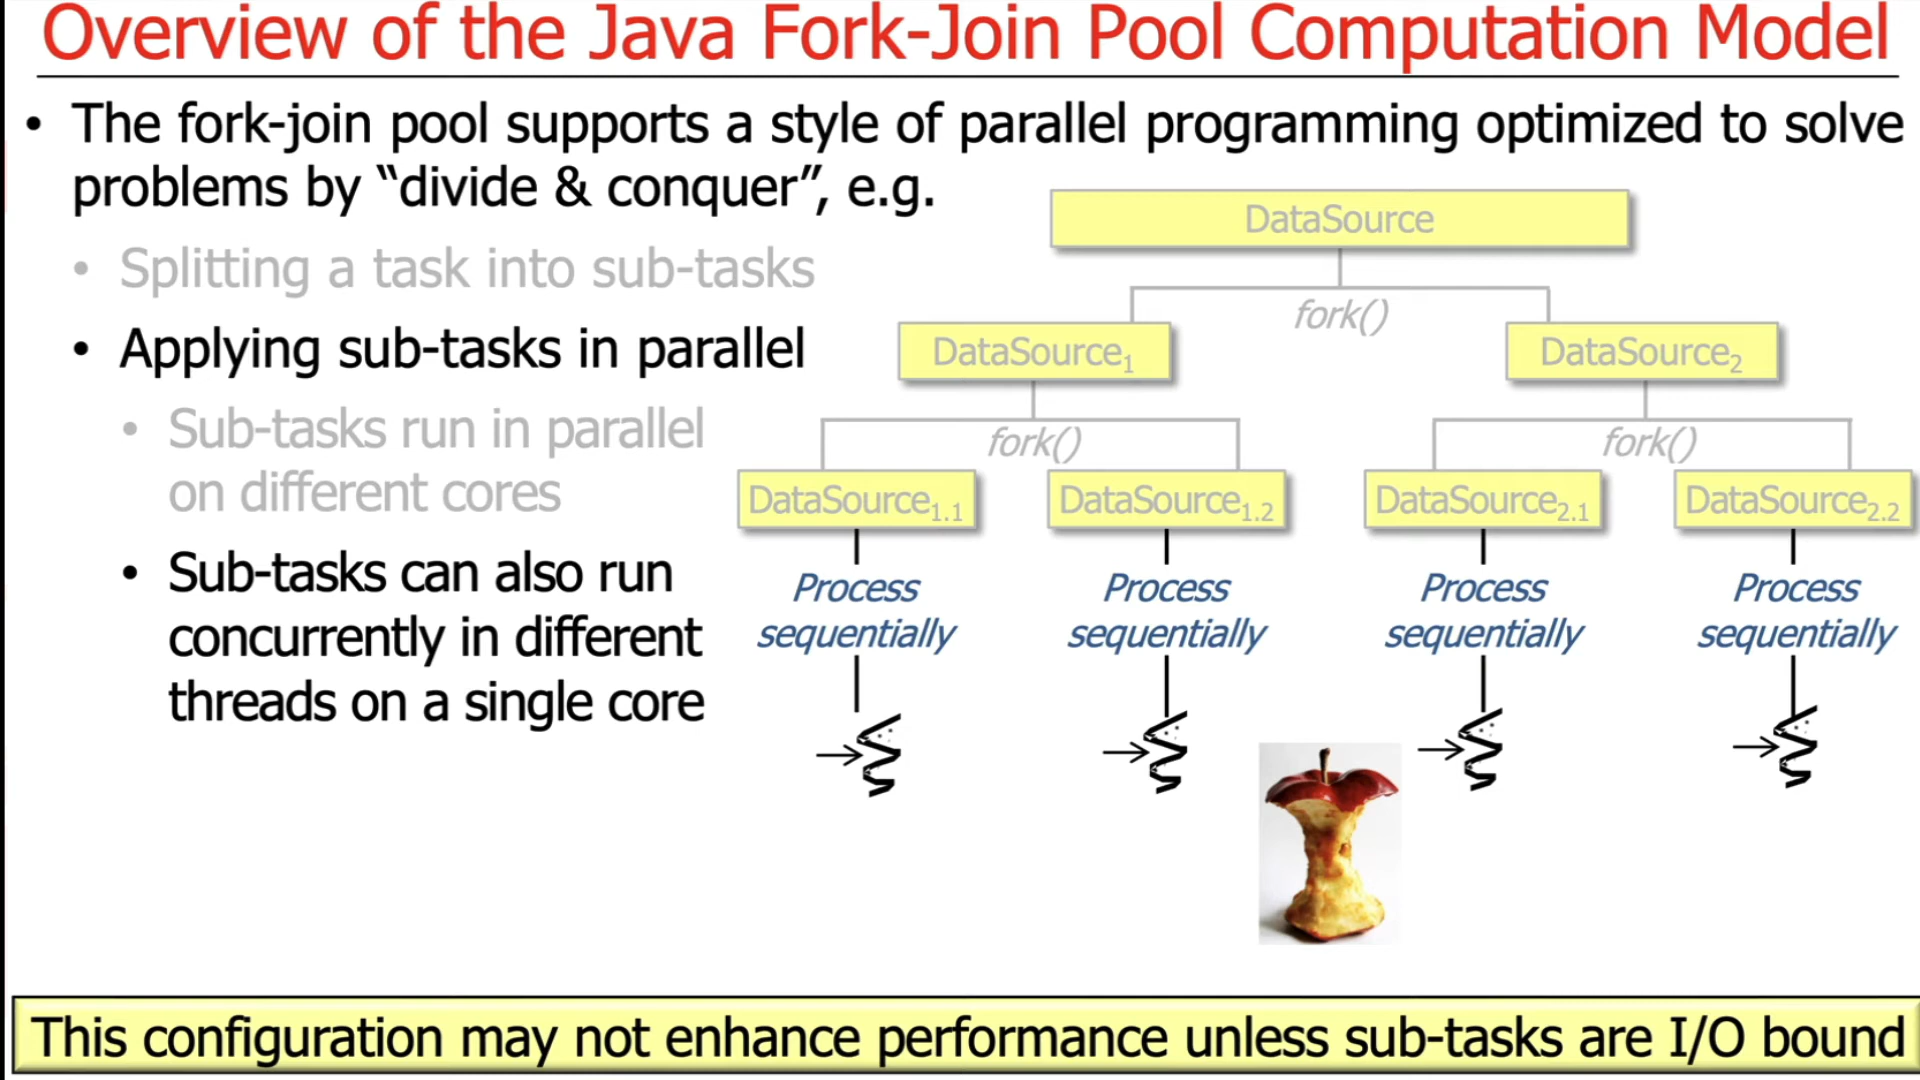 Overview of the Java Fork-Join Pool Computation Model
• The fork-join pool supports a style of parallel programming optimized to solve
problems by “divide & conquer”, e.g.
• Splitting a task into sub-tasks
• Applying sub-tasks in parallel
• Sub-tasks run in parallel
on different cores
• Sub-tasks can also run
concurrently in different
threads on a single core
DataSource
fork()
DataSource1
DataSource2
fork()
fork()
DataSource1.1
DataSource1.2
DataSource2.1
DataSource2.2
Process
sequentially
Process
sequentially
Process
sequentially
Process
sequentially
This configuration may not enhance performance unless sub-tasks are I/O bound